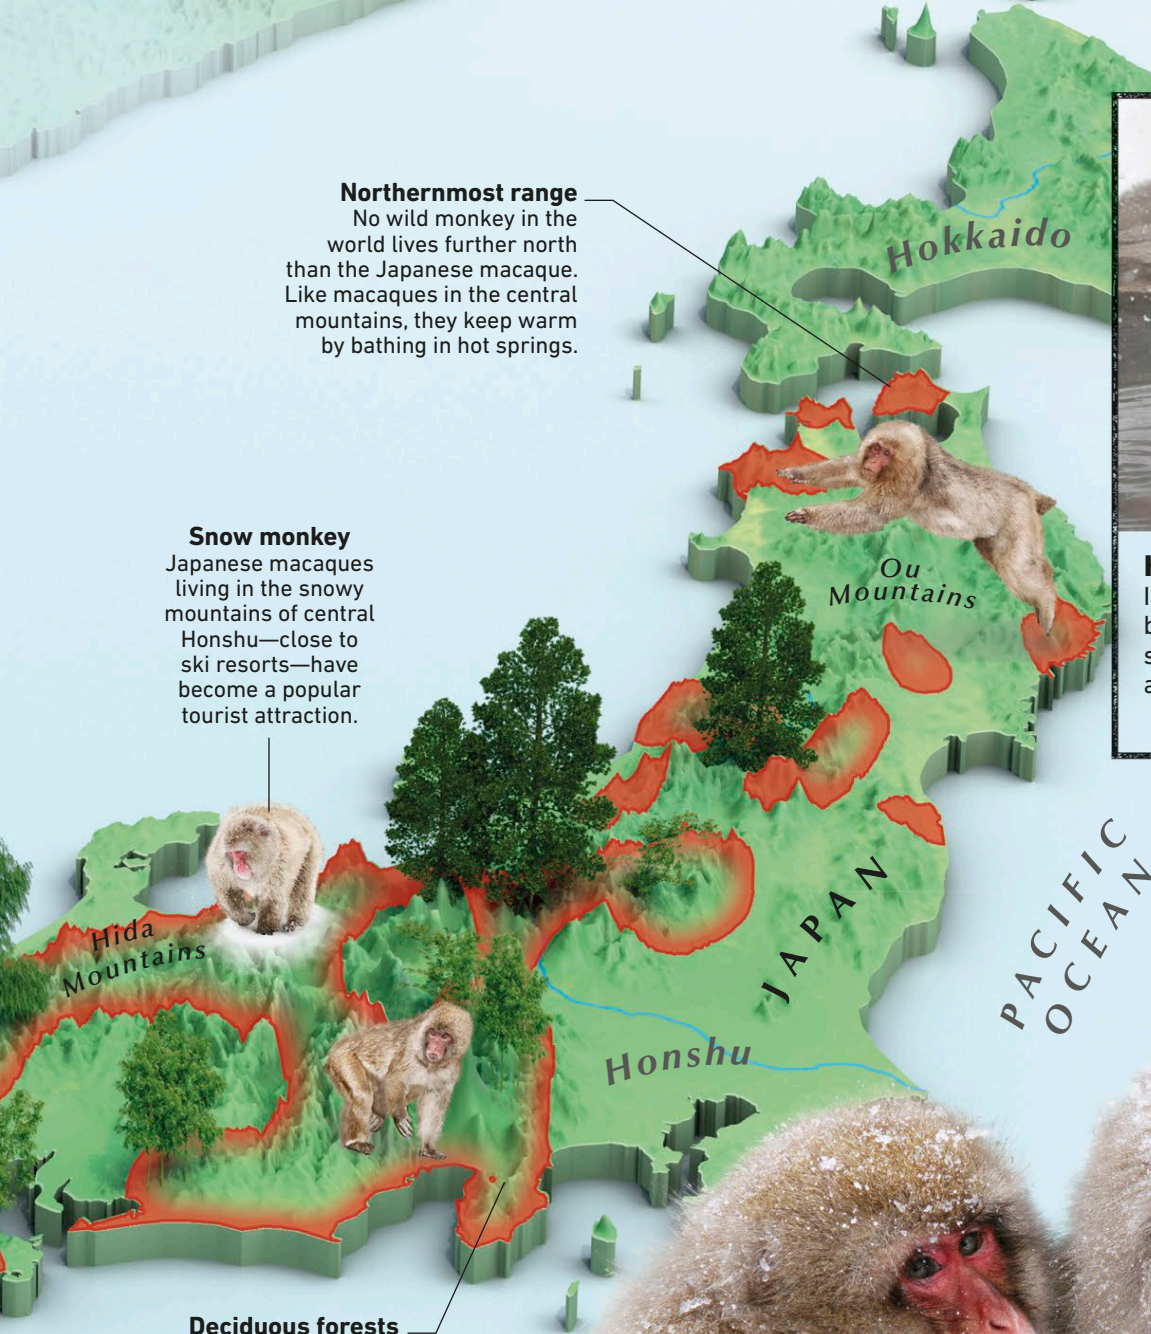 Northernmost range
No wild monkey in the
world lives further north
than the Japanese macaque.
Like macaques in the central
mountains, they keep warm
by bathing in hot springs.
Hokkaido
Snow monkey
Japanese macaques
living in the snowy
mountains of central
Honshu—close to
ski resorts—have
become a popular
tourist attraction.
Ou
Mountains
Hida
Mountains
JAPAN
PACIFIC
OCEAN
Honshu
Deciduous forests